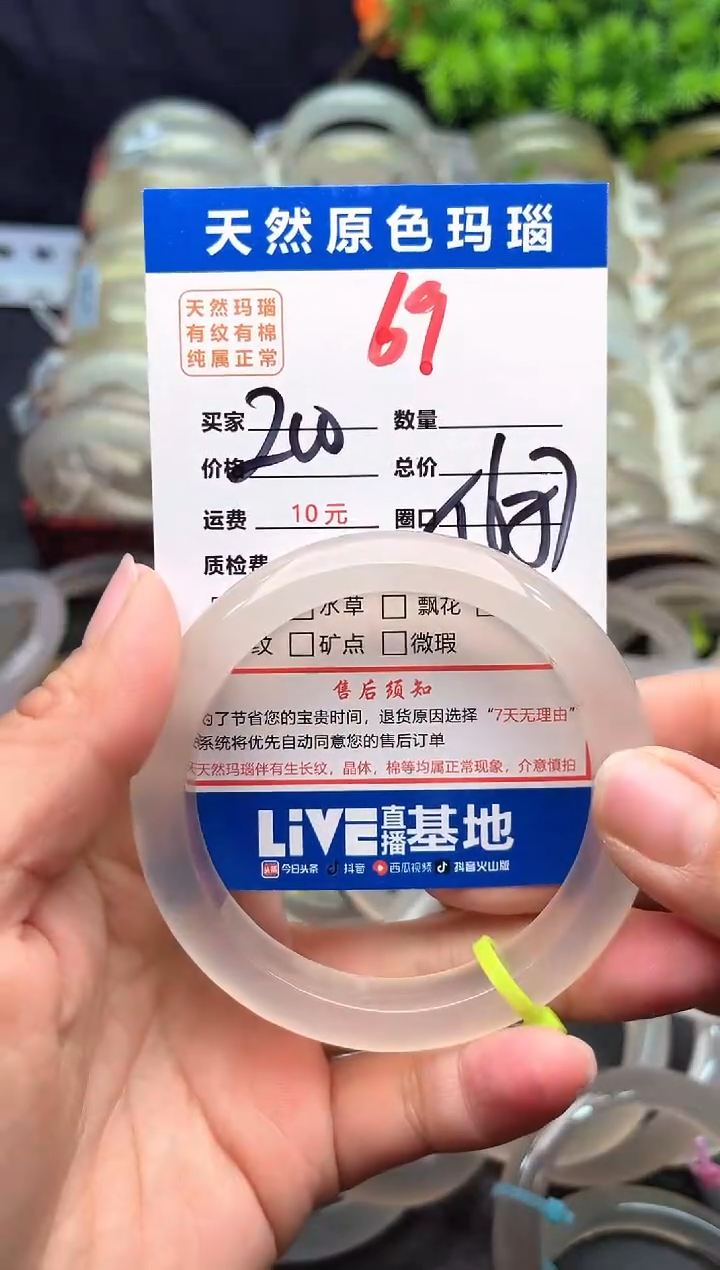 天然原色玛瑙
天然玛瑙
有纹有棉
纯属正常
69
买家 200 数量
价格 总价
运费 10元 圈口
质检费
水草 飘花
纹 矿点 微瑕
售后须知
了节省您的宝贵时间，退货原因选择“7天无理由”
系统将优先自动同意您的售后订单
天然玛瑙伴有生长纹，晶体，棉等均属正常现象，介意慎拍
LiVE直播基地
头条 今日头条 抖音 西瓜视频 抖音火山版